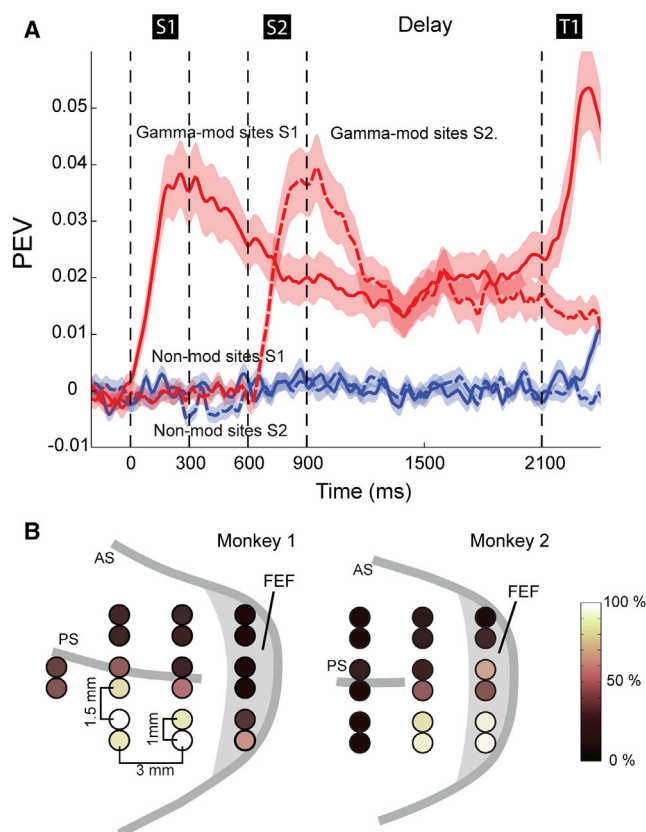 A
S1 S2 Delay T1
0.05
0.04
0.03
0.02
0.01
0
-0.01
PEV
Gamma-mod sites S1
Gamma-mod sites S2.
Non-mod sites S1
Non-mod sites S2
0 300 600 900 1500 2100
Time (ms)
B
Monkey 1
AS
FEF
PS
1.5 mm
1mm
3 mm
Monkey 2
AS
FEF
PS
100 %
50 %
0 %